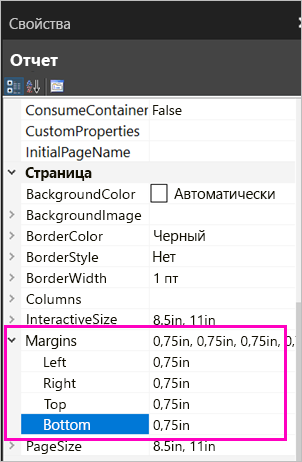 Свойства
Отчет
ConsumeContainer False
CustomProperties
InitialPageName
Страница
BackgroundColor Автоматически
BackgroundImage
BorderColor Черный
BorderStyle Нет
BorderWidth 1 пт
Columns
InteractiveSize 8.5in, 11in
Margins 0,75in, 0,75in, 0,75in, 0,7
Left 0,75in
Right 0,75in
Top 0,75in
Bottom 0,75in
PageSize 8.5in, 11in